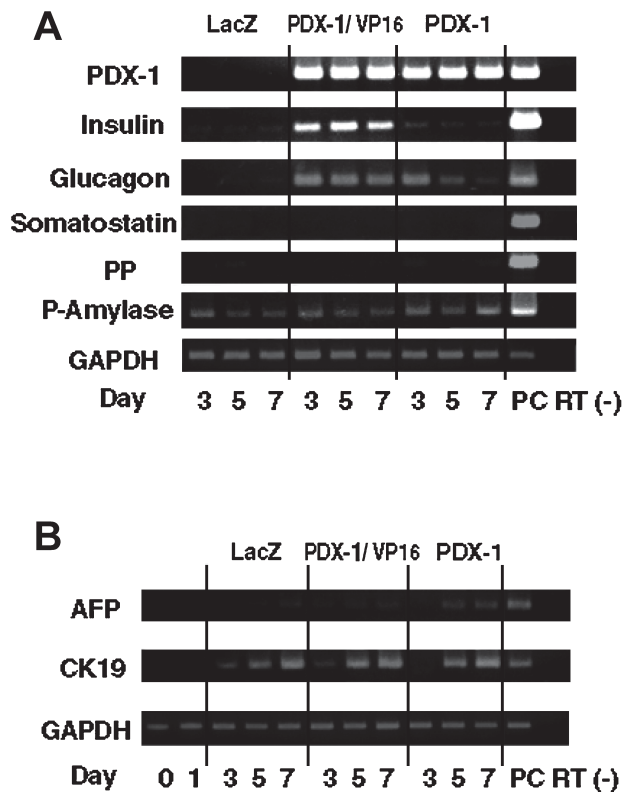 A
LacZ PDX-1/ VP16 PDX-1
PDX-1
Insulin
Glucagon
Somatostatin
PP
P-Amylase
GAPDH
Day 3 5 7 3 5 7 3 5 7 PC RT (-)
B
LacZ PDX-1/ VP16 PDX-1
AFP
CK19
GAPDH
Day 0 1 3 5 7 3 5 7 3 5 7 PC RT (-)